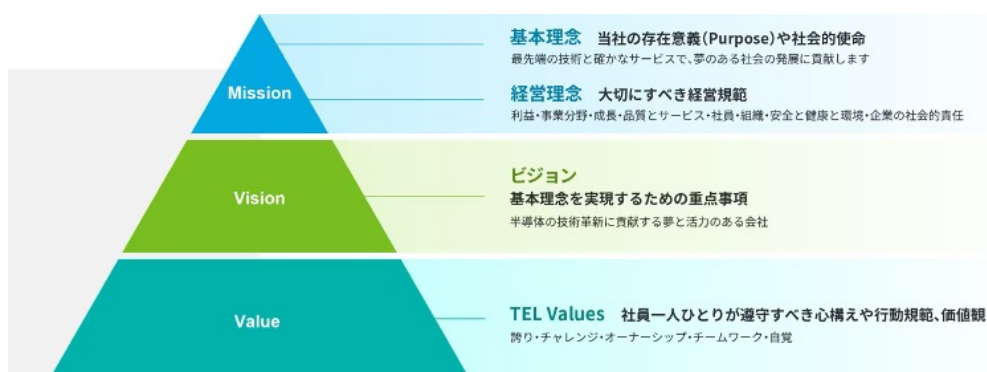 Mission
基本理念 当社の存在意義(Purpose)や社会的使命
最先端の技術と確かなサービスで、夢のある社会の発展に貢献します
経営理念 大切にすべき経営規範
利益・事業分野・成長・品質とサービス・社員・組織・安全と健康と環境・企業の社会的責任
Vision
ビジョン
基本理念を実現するための重点事項
半導体の技術革新に貢献する夢と活力のある会社
Value
TEL Values 社員一人ひとりが遵守すべき心構えや行動規範、価値観
誇り・チャレンジ・オーナーシップ・チームワーク・自覚